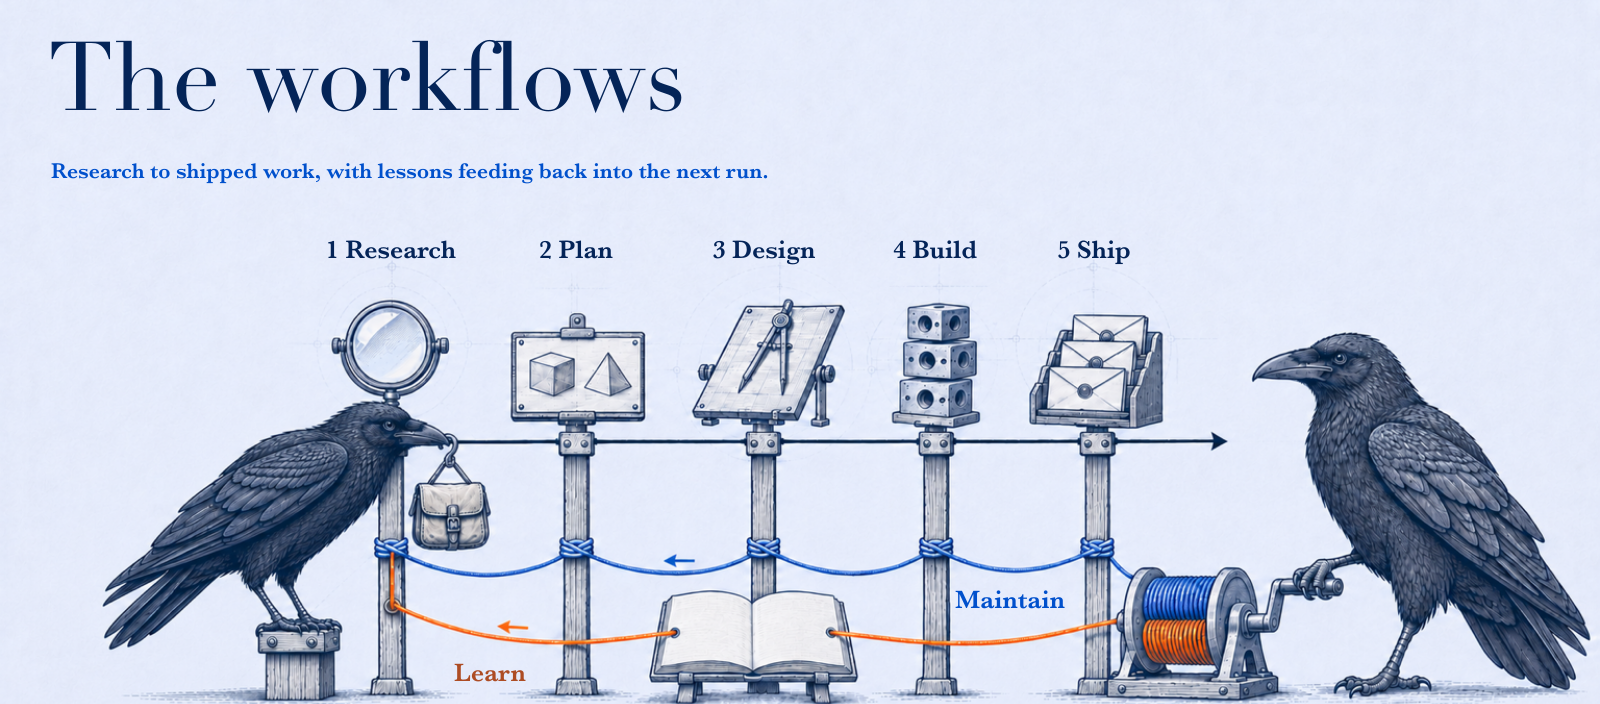 The workflows
Research to shipped work, with lessons feeding back into the next run.
1 Research
2 Plan
3 Design
4 Build
5 Ship
Maintain
Learn